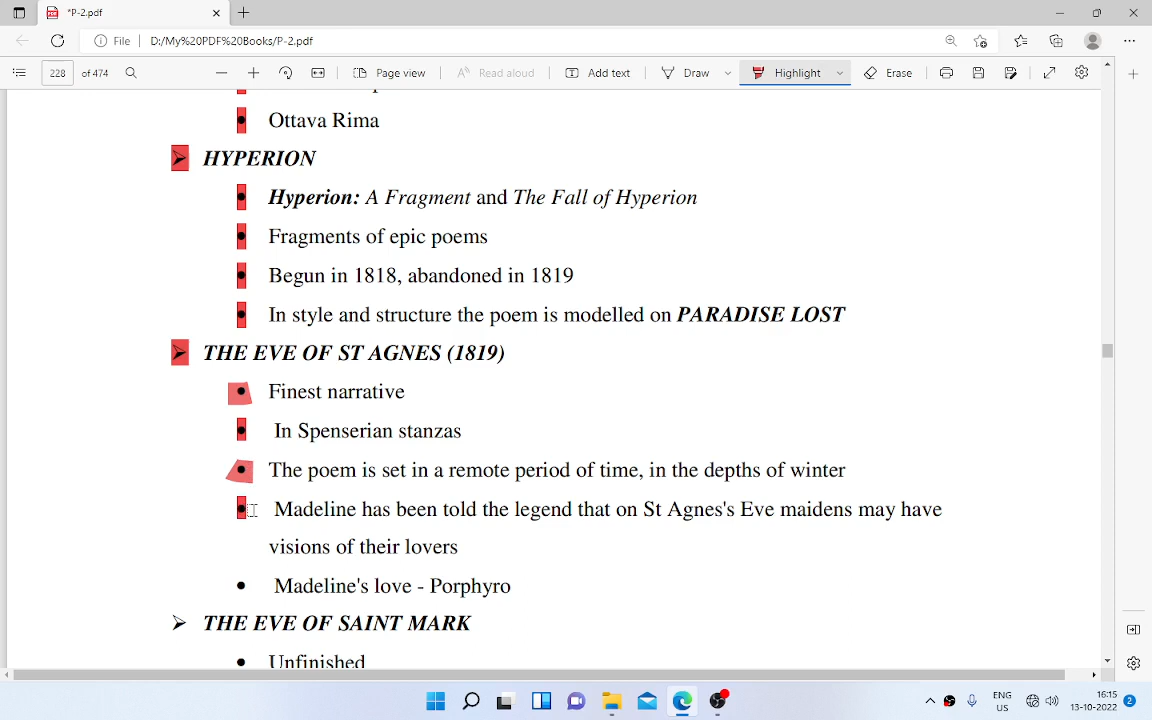 *P-2.pdf
File
D:/My%20PDF%20Books/P-2.pdf
228 of 474
Page view
Read aloud
Add text
Draw
Highlight
Erase
Ottava Rima
HYPERION
Hyperion: A Fragment and The Fall of Hyperion
Fragments of epic poems
Begun in 1818, abandoned in 1819
In style and structure the poem is modelled on PARADISE LOST
THE EVE OF ST AGNES (1819)
Finest narrative
In Spenserian stanzas
The poem is set in a remote period of time, in the depths of winter
Madeline has been told the legend that on St Agnes's Eve maidens may have
visions of their lovers
Madeline's love - Porphyro
THE EVE OF SAINT MARK
Unfinished
ENG
US
16:15
13-10-2022
2